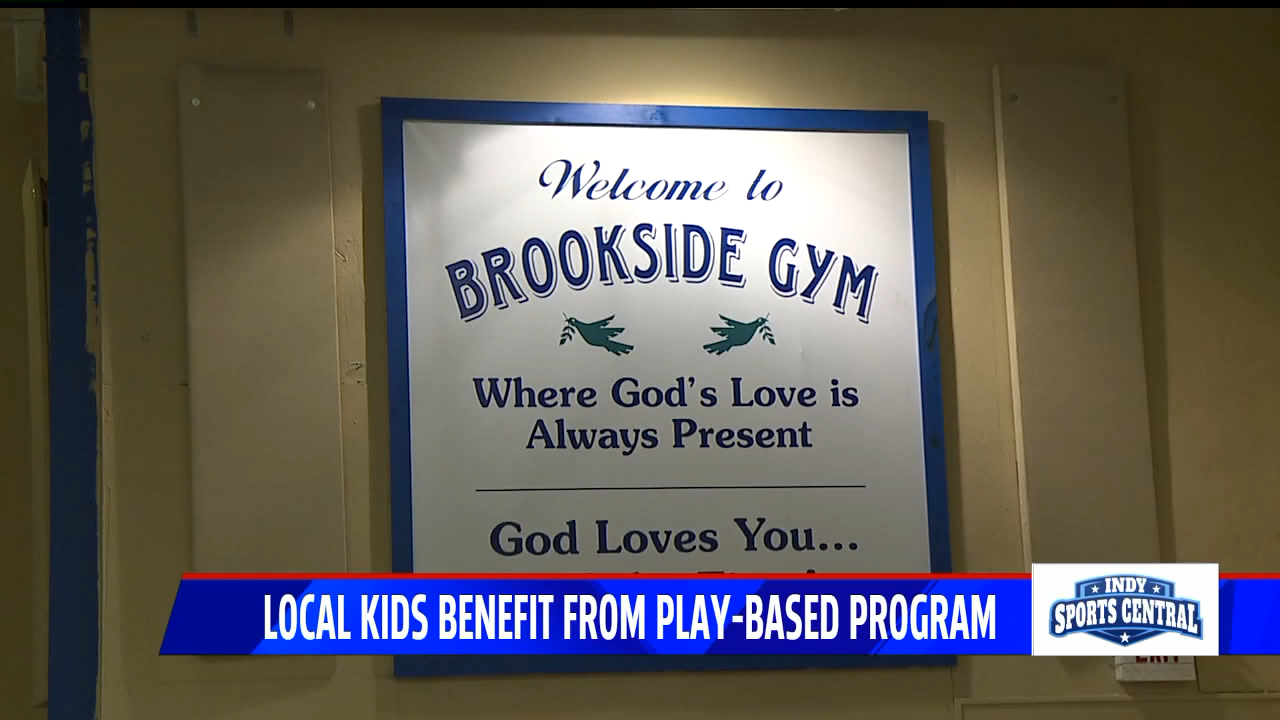 Welcome to
BROOKSIDE GYM
Where God's Love is
Always Present
God Loves You...
LOCAL KIDS BENEFIT FROM PLAY-BASED PROGRAM
INDY
SPORTS CENTRAL